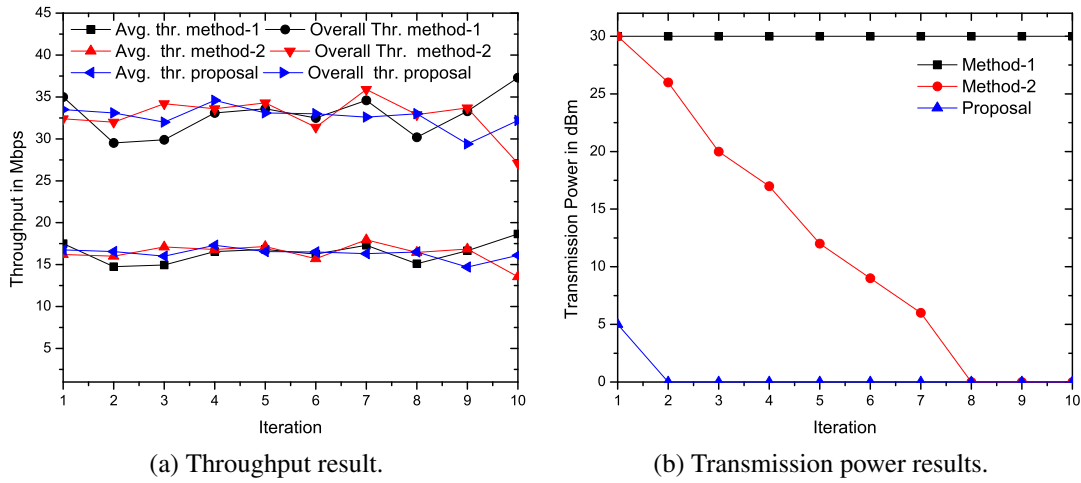 45
40
35
30
25
20
15
10
5
Throughput in Mbps
Avg. thr. method-1
Overall Thr. method-1
Avg. thr. method-2
Overall Thr. method-2
Avg. thr. proposal
Overall thr. proposal
1 2 3 4 5 6 7 8 9 10
Iteration
(a) Throughput result.
30
25
20
15
10
5
0
Transmission Power in dBm
Method-1
Method-2
Proposal
1 2 3 4 5 6 7 8 9 10
Iteration
(b) Transmission power results.